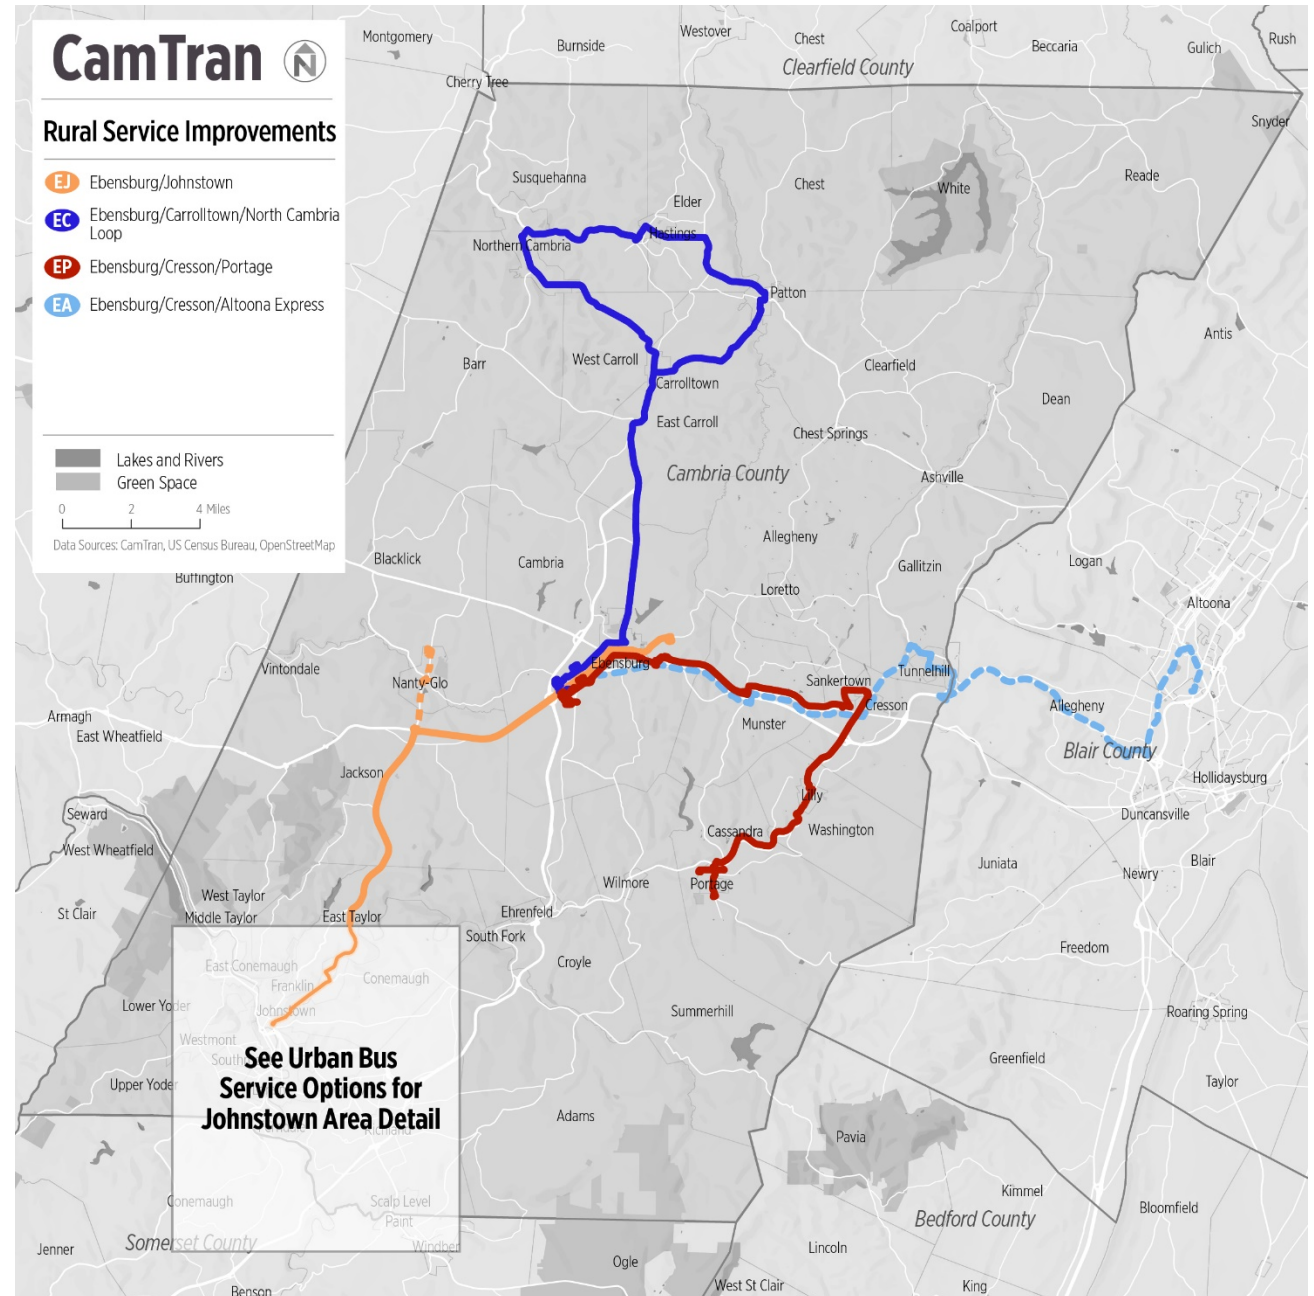 CamTran
N
Rural Service Improvements
EJ Ebensburg/Johnstown
EC Ebensburg/Carrolltown/North Cambria
Loop
EP Ebensburg/Cresson/Portage
EA Ebensburg/Cresson/Altoona Express
Lakes and Rivers
Green Space
0 2 4 Miles
Data Sources: CamTran, US Census Bureau, OpenStreetMap
Montgomery
Burnside
Westover
Chest
Coalport
Beccaria
Gulich
Rush
Clearfield County
Cherry Tree
Snyder
Susquehanna
Elder
Chest
White
Reade
Northern Cambria
Hastings
Patton
Antis
Barr
West Carroll
Carrolltown
Clearfield
Dean
East Carroll
Chest Springs
Cambria County
Ashville
Allegheny
Blacklick
Cambria
Gallitzin
Logan
Buffington
Loretto
Altoona
Vintondale
Nanty-Glo
Ebensburg
Sankertown
Tunnelhill
Cresson
Allegheny
Armagh
East Wheatfield
Munster
Blair County
Jackson
Hollidaysburg
Lilly
Seward
Duncansville
West Wheatfield
Cassandra
Washington
Juniata
Blair
Newry
West Taylor
Wilmore
Portage
St Clair
Middle Taylor
East Taylor
Ehrenfeld
South Fork
Freedom
East Conemaugh
Croyle
Conemaugh
Franklin
Lower Yoder
Johnstown
Summerhill
Roaring Spring
Westmont
Greenfield
Upper Yoder
Taylor
See Urban Bus
Service Options for
Johnstown Area Detail
Adams
Richland
Pavia
Conemaugh
Scalp Level
Paint
Kimmel
Bloomfield
Bedford County
Somerset County
Windber
Jenner
Lincoln
Ogle
Benson
West St Clair
King